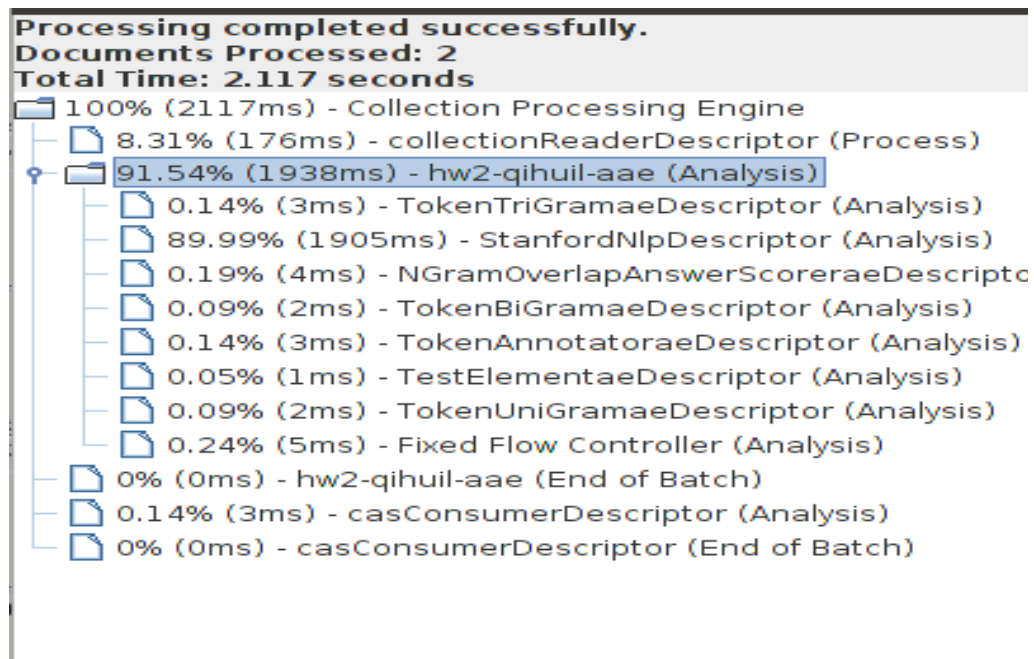 Processing completed successfully.
Documents Processed: 2
Total Time: 2.117 seconds
100% (2117ms) - Collection Processing Engine
8.31% (176ms) - collectionReaderDescriptor (Process)
91.54% (1938ms) - hw2-qihuil-aae (Analysis)
0.14% (3ms) - TokenTriGramaeDescriptor (Analysis)
89.99% (1905ms) - StanfordNlpDescriptor (Analysis)
0.19% (4ms) - NGramOverlapAnswerScoreraeDescripto
0.09% (2ms) - TokenBiGramaeDescriptor (Analysis)
0.14% (3ms) - TokenAnnotatoraeDescriptor (Analysis)
0.05% (1ms) - TestElementaeDescriptor (Analysis)
0.09% (2ms) - TokenUniGramaeDescriptor (Analysis)
0.24% (5ms) - Fixed Flow Controller (Analysis)
0% (0ms) - hw2-qihuil-aae (End of Batch)
0.14% (3ms) - casConsumerDescriptor (Analysis)
0% (0ms) - casConsumerDescriptor (End of Batch)